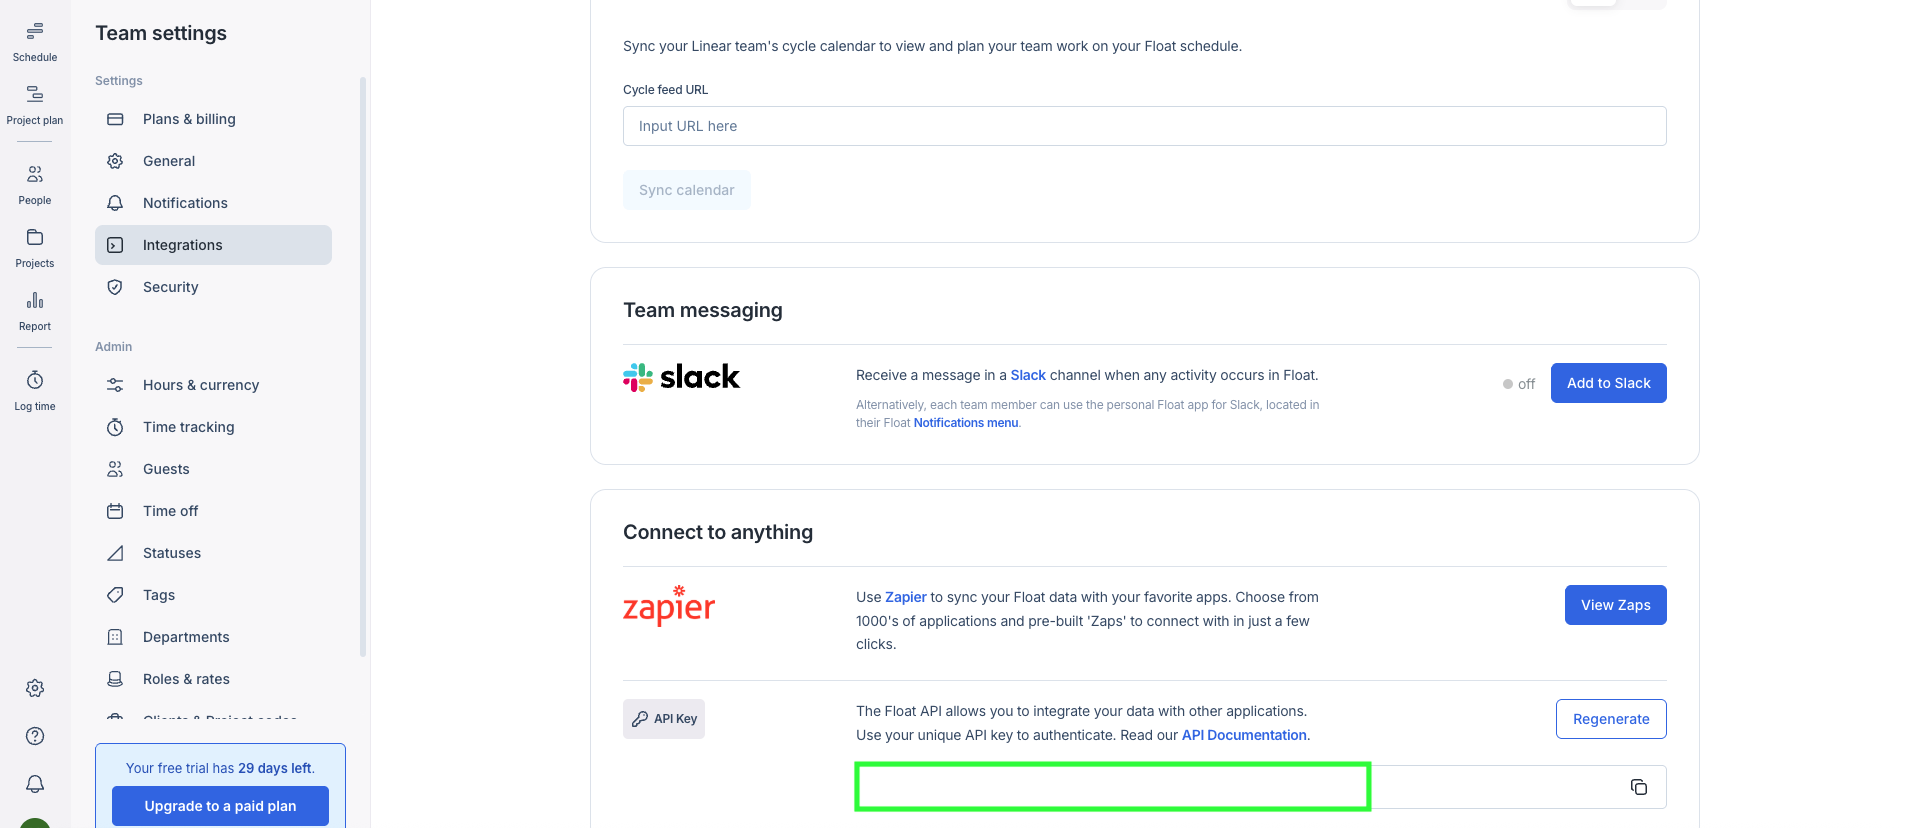 Schedule
Project plan
People
Projects
Report
Log time
Team settings
Settings
Plans & billing
General
Notifications
Integrations
Security
Admin
Hours & currency
Time tracking
Guests
Time off
Statuses
Tags
Departments
Roles & rates
Clients & Project codes
Your free trial has 29 days left.
Upgrade to a paid plan
Sync your Linear team's cycle calendar to view and plan your team work on your Float schedule.
Cycle feed URL
Input URL here
Sync calendar
Team messaging
slack
Receive a message in a Slack channel when any activity occurs in Float.
Alternatively, each team member can use the personal Float app for Slack, located in
their Float Notifications menu.
off
Add to Slack
Connect to anything
zapier
Use Zapier to sync your Float data with your favorite apps. Choose from
1000's of applications and pre-built 'Zaps' to connect with in just a few
clicks.
View Zaps
API Key
The Float API allows you to integrate your data with other applications.
Use your unique API key to authenticate. Read our API Documentation.
Regenerate